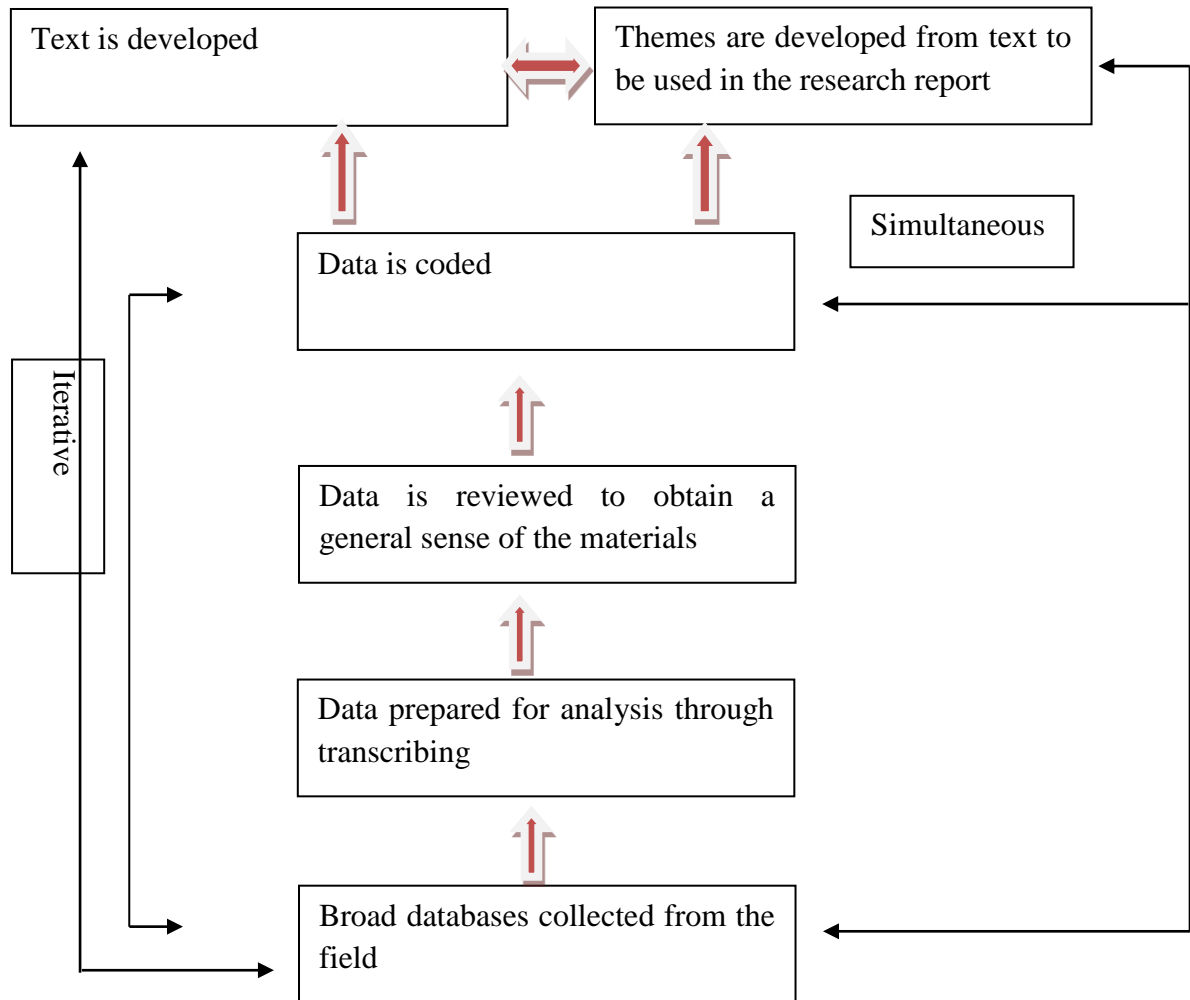 Text is developed
Themes are developed from text to
be used in the research report
Simultaneous
Data is coded
Iterative
Data is reviewed to obtain a
general sense of the materials
Data prepared for analysis through
transcribing
Broad databases collected from the
field